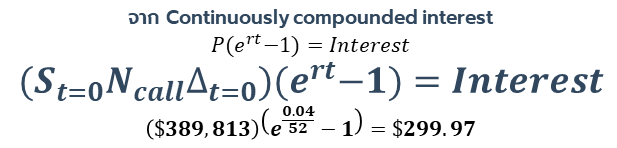 จาก Continuously compounded interest
P(e^{rt}−1) = Interest
(S_{t=0}N_{call}Δ_{t=0})(e^{rt}−1) = Interest
($389,813)(e^{\frac{0.04}{52}} − 1) = $299.97